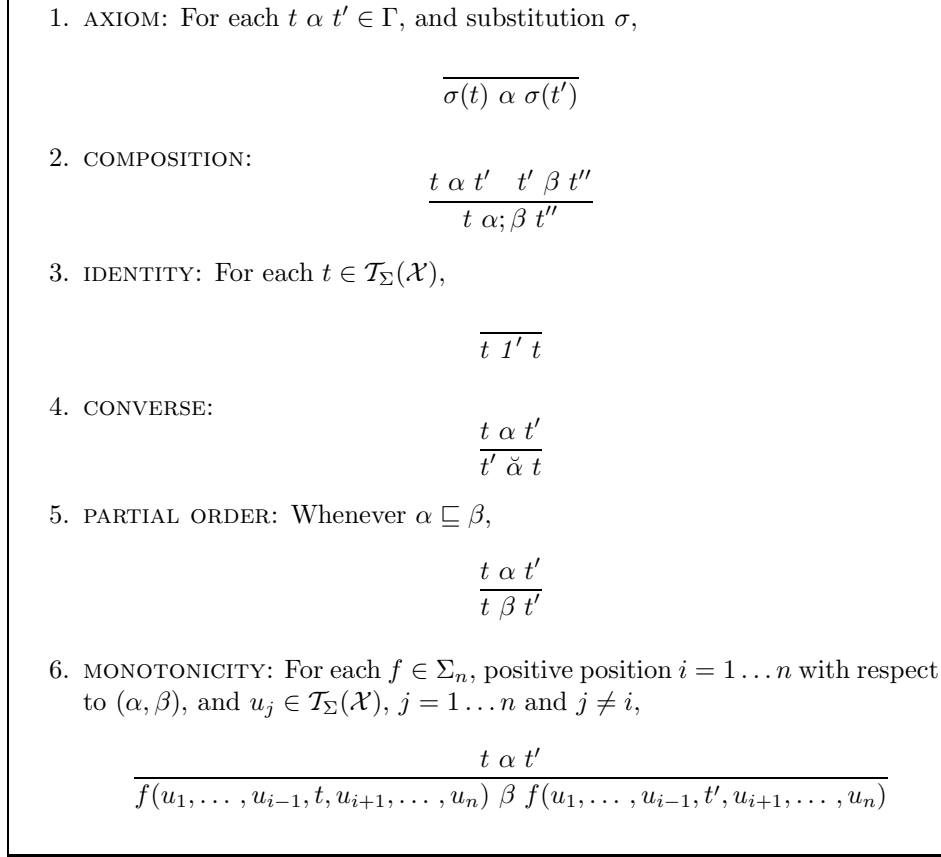 1. AXIOM: For each t α t′ ∈ Γ, and substitution σ,
σ(t) α σ(t′)
2. COMPOSITION:
t α t′ t′ β t″
t α; β t″
3. IDENTITY: For each t ∈ 𝒯Σ(𝒳),
t 1′ t
4. CONVERSE:
t α t′
t′ ᾰ t
5. PARTIAL ORDER: Whenever α ⊑ β,
t α t′
t β t′
6. MONOTONICITY: For each f ∈ Σₙ, positive position i = 1 . . . n with respect
to (α, β), and uⱼ ∈ 𝒯Σ(𝒳), j = 1 . . . n and j ≠ i,
t α t′
f(u₁, . . . , uᵢ₋₁, t, uᵢ₊₁, . . . , uₙ) β f(u₁, . . . , uᵢ₋₁, t′, uᵢ₊₁, . . . , uₙ)